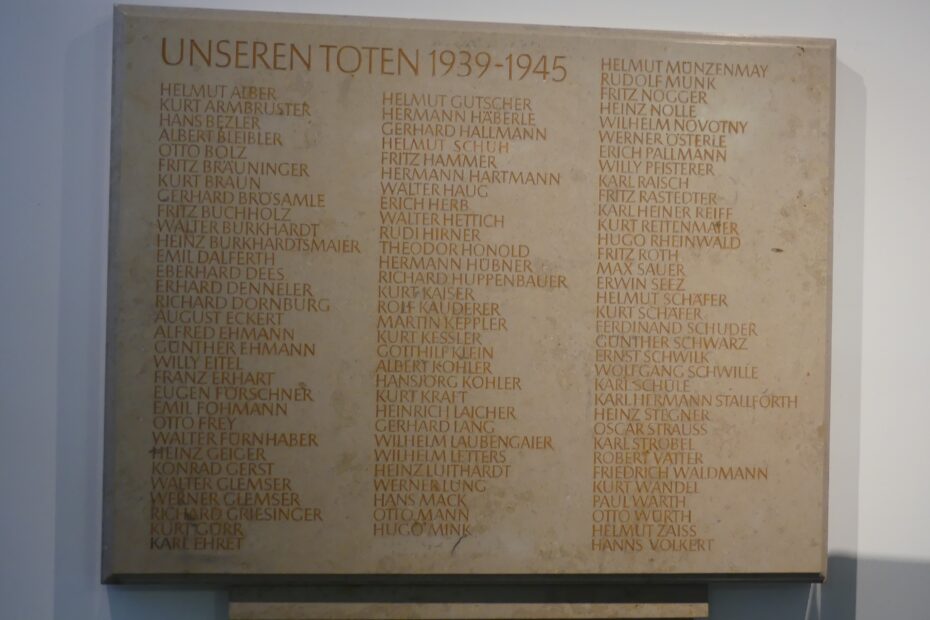 UNSEREN TOTEN 1939-1945
HELMUT AIBER
KURT ARMBRUSTER
HANS BEZLER
ALBERT BLEIBLER
OTTO BOLZ
FRITZ BRÄUNINGER
KURT BRAUN
GERHARD BRÖSAMLE
FRITZ BUCHHOLZ
WALTER BURKHARDT
HEINZ BURKHARDTSMAIER
EMIL DALFERTH
EBERHARD DEES
ERHARD DENNELER
RICHARD DORNBURG
AUGUST ECKERT
ALFRED EHMANN
GÜNTHER EHMANN
WILLY EITEL
FRANZ ERHART
EUGEN FÖRSCHNER
EMIL FOHMANN
OTTO FREY
WALTER FÜRNHABER
HEINZ GEIGER
KONRAD GERST
WALTER GLEMSER
WERNER GLEMSER
RICHARD GRIESINGER
KURT GÖRR
KARL EHRET
HELMUT GUTSCHER
HERMANN HÄBERLE
GERHARD HALLMANN
HELMUT SCHUH
FRITZ HAMMER
HERMANN HARTMANN
WALTER HAUG
ERICH HERB
WALTER HETTICH
RUDI HIRNER
THEODOR HONOLD
HERMANN HÜBNER
RICHARD HUPPENBAUER
KURT KAISER
ROLF KAUDERER
MARTIN KEPPLER
KURT KESSLER
GOTTHILF KLEIN
ALBERT KÖHLER
HANSJÖRG KÖHLER
KURT KRAFT
HEINRICH LAICHER
GERHARD LANG
WILHELM LAUBENGAIER
WILHELM LETTERS
HEINZ LUITHARDT
WERNER LUNG
HANS MACK
OTTO MANN
HUGO MINK
HELMUT MÜNZENMAY
RUDOLF MUNK
FRITZ NÖGGER
HEINZ NOLLE
WILHELM NOVOTNY
WERNER ÖSTERLE
ERICH PALLMANN
WILLY PFISTERER
KARL RAISCH
FRITZ RASTEDTER
KARL HEINER REIFF
KURT REITENMAIER
HUGO RHEINWALD
FRITZ ROTH
MAX SAUER
ERWIN SEEZ
HELMUT SCHÄFER
KURT SCHÄFER
FERDINAND SCHUDER
GÜNTHER SCHWARZ
ERNST SCHWILK
WOLFGANG SCHWILLE
KARL SCHÜLE
KARL HERMANN STALLFORTH
HEINZ STEGNER
OSCAR STRAUSS
KARL STROBEL
ROBERT VATTER
FRIEDRICH WALDMANN
KURT WANDEL
PAUL WARTH
OTTO WÜRTH
HELMUT ZAISS
HANNS VOLKERT